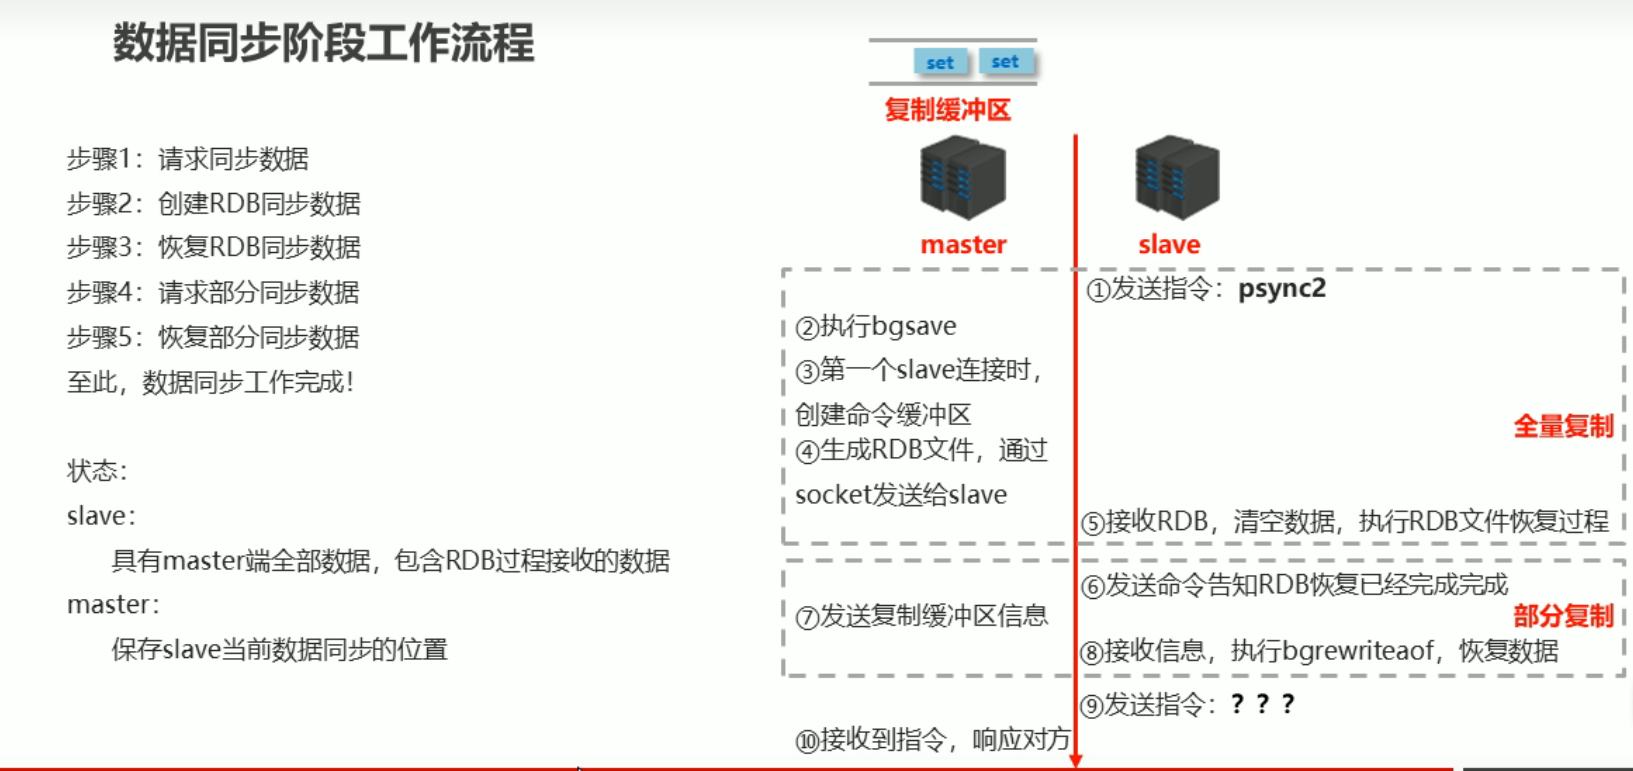 数据同步阶段工作流程
步骤1：请求同步数据
步骤2：创建RDB同步数据
步骤3：恢复RDB同步数据
步骤4：请求部分同步数据
步骤5：恢复部分同步数据
至此，数据同步工作完成！
状态：
slave：
具有master端全部数据，包含RDB过程接收的数据
master：
保存slave当前数据同步的位置
set set
复制缓冲区
master slave
①发送指令：psync2
②执行bgsave
③第一个slave连接时，
创建命令缓冲区
④生成RDB文件，通过
socket发送给slave
全量复制
⑤接收RDB，清空数据，执行RDB文件恢复过程
⑥发送命令告知RDB恢复已经完成完成
⑦发送复制缓冲区信息
部分复制
⑧接收信息，执行bgrewriteaof，恢复数据
⑨发送指令：？？？
⑩接收到指令，响应对方